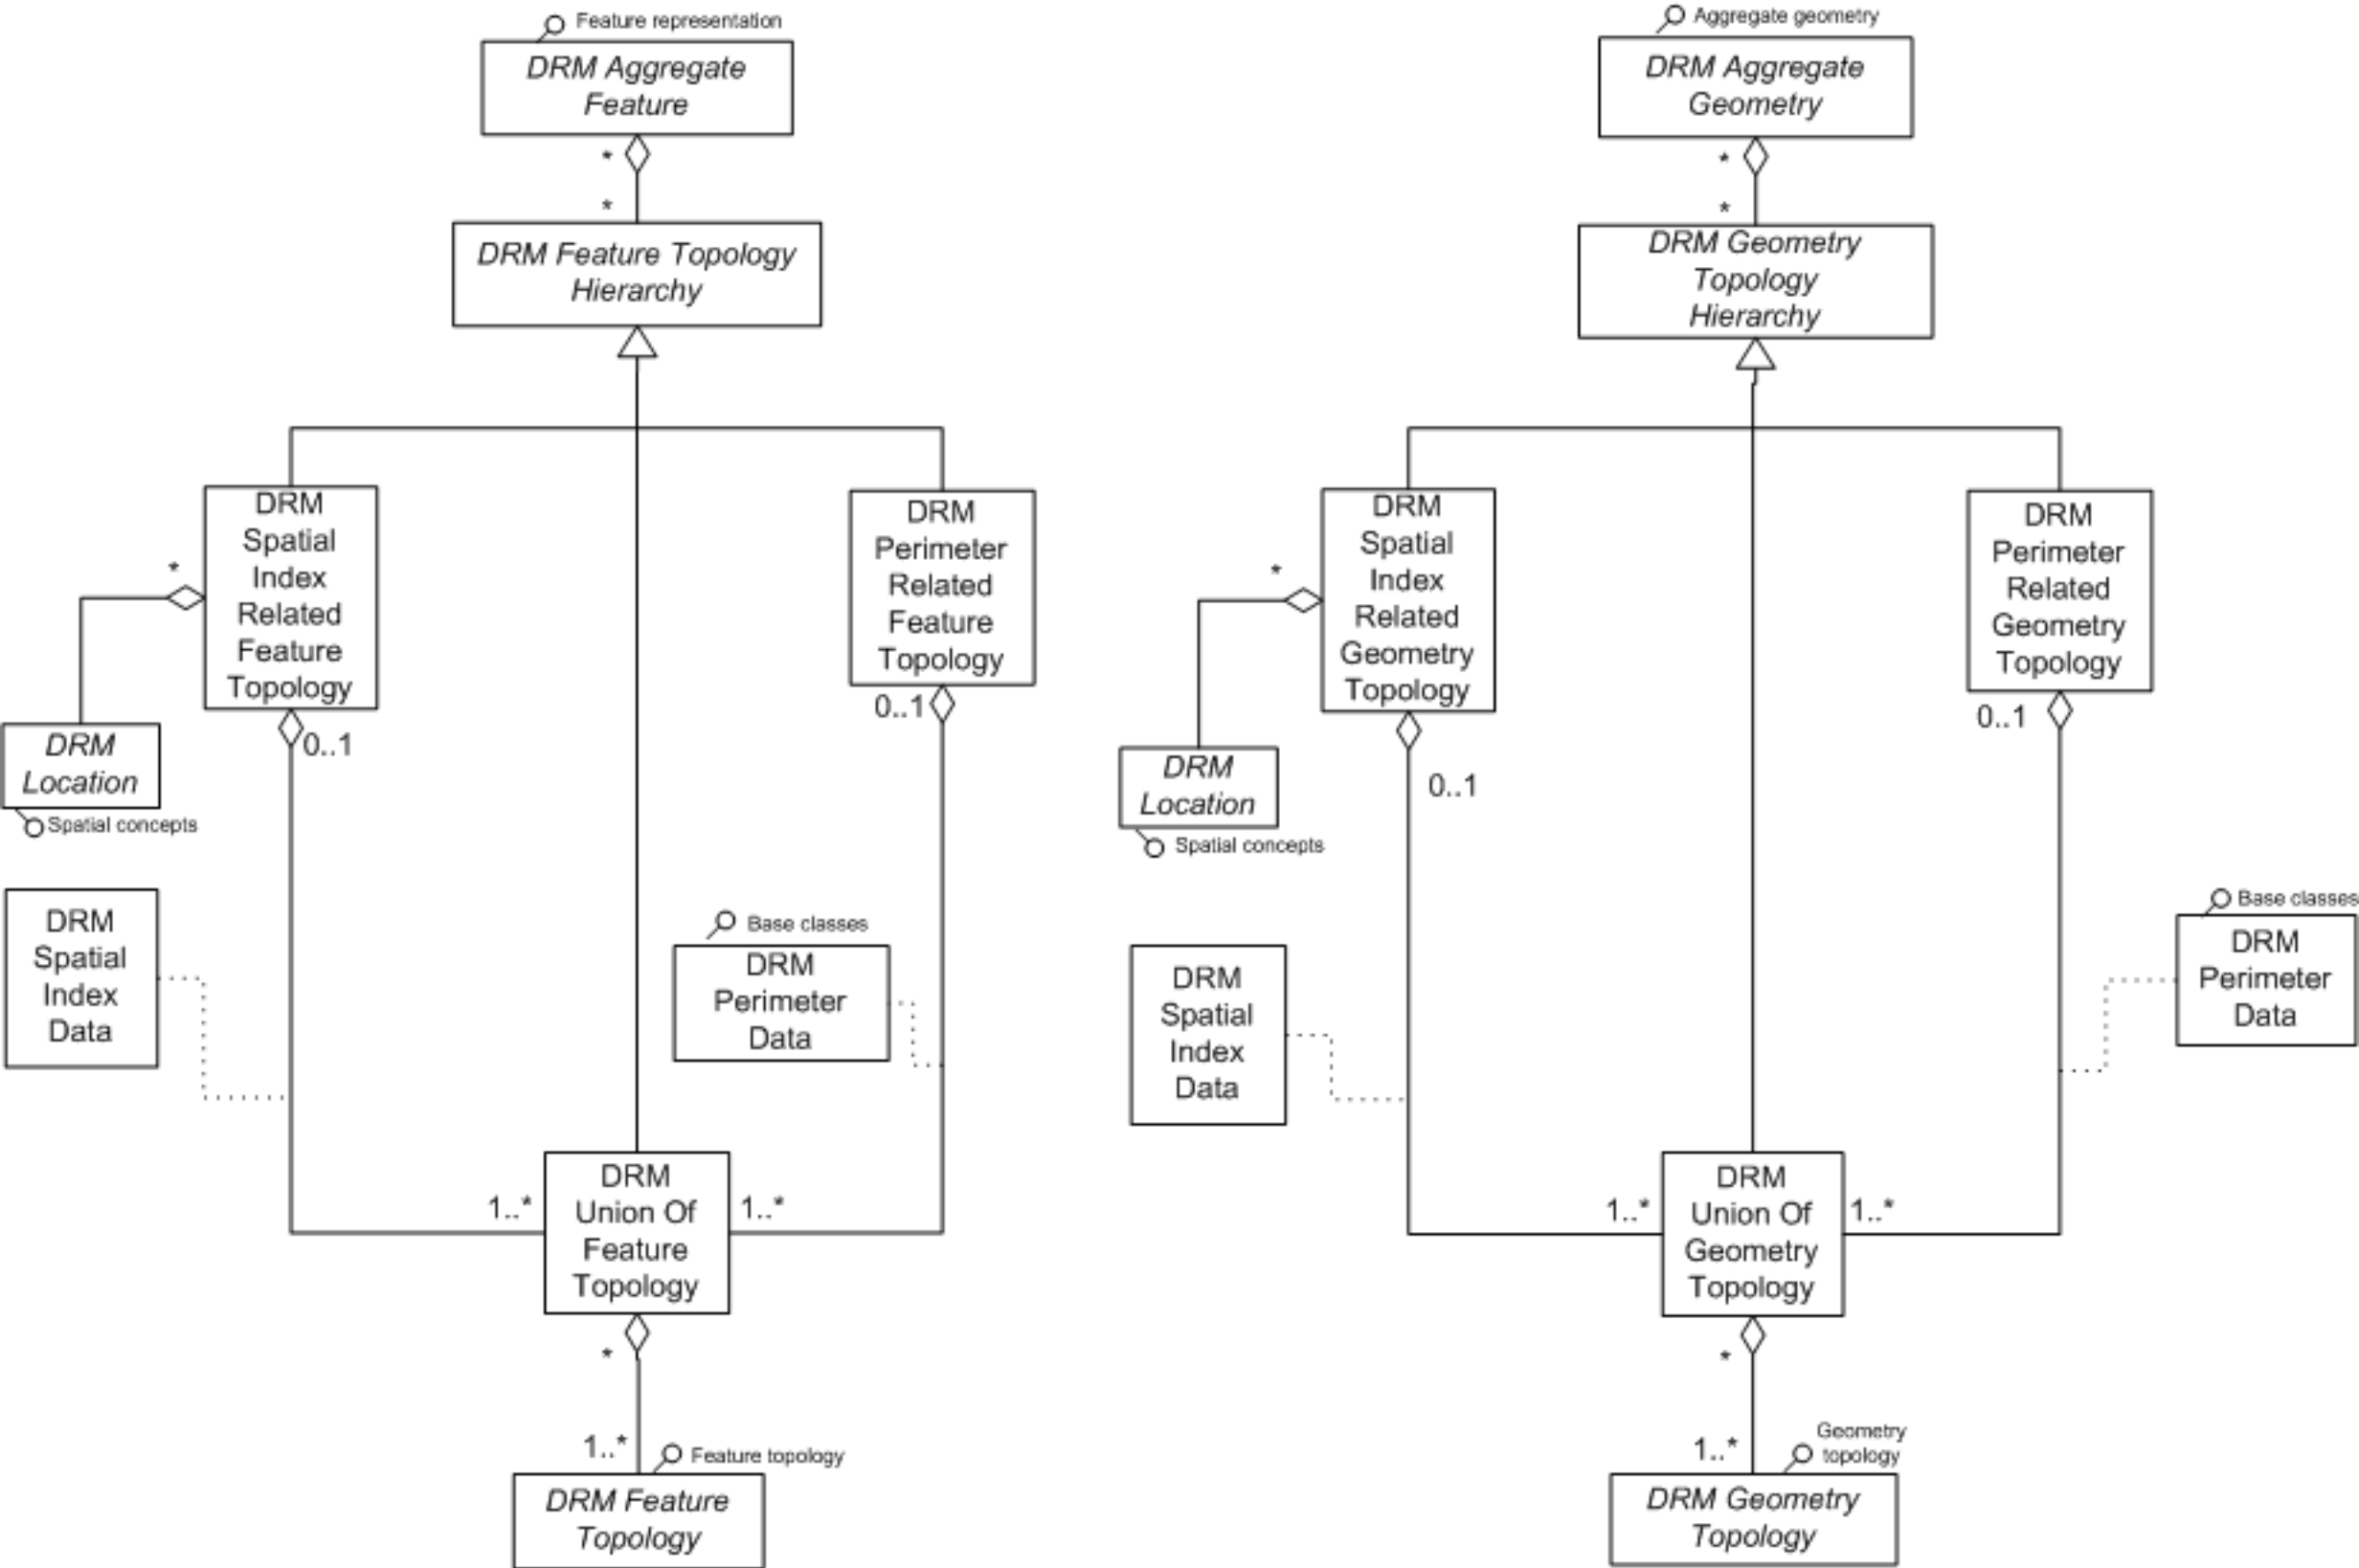 Feature representation
DRM Aggregate
Feature
*
*
DRM Feature Topology
Hierarchy
DRM
Spatial
Index
Related
Feature
Topology
*
0..1
DRM
Perimeter
Related
Feature
Topology
0..1
DRM
Location
Spatial concepts
DRM
Spatial
Index
Data
Base classes
DRM
Perimeter
Data
1..*
DRM
Union Of
Feature
Topology
1..*
*
1..*
Feature topology
DRM Feature
Topology
Aggregate geometry
DRM Aggregate
Geometry
*
*
DRM Geometry
Topology
Hierarchy
DRM
Spatial
Index
Related
Geometry
Topology
*
0..1
DRM
Perimeter
Related
Geometry
Topology
0..1
DRM
Location
Spatial concepts
DRM
Spatial
Index
Data
Base classes
DRM
Perimeter
Data
1..*
DRM
Union Of
Geometry
Topology
1..*
*
1..*
Geometry
topology
DRM Geometry
Topology